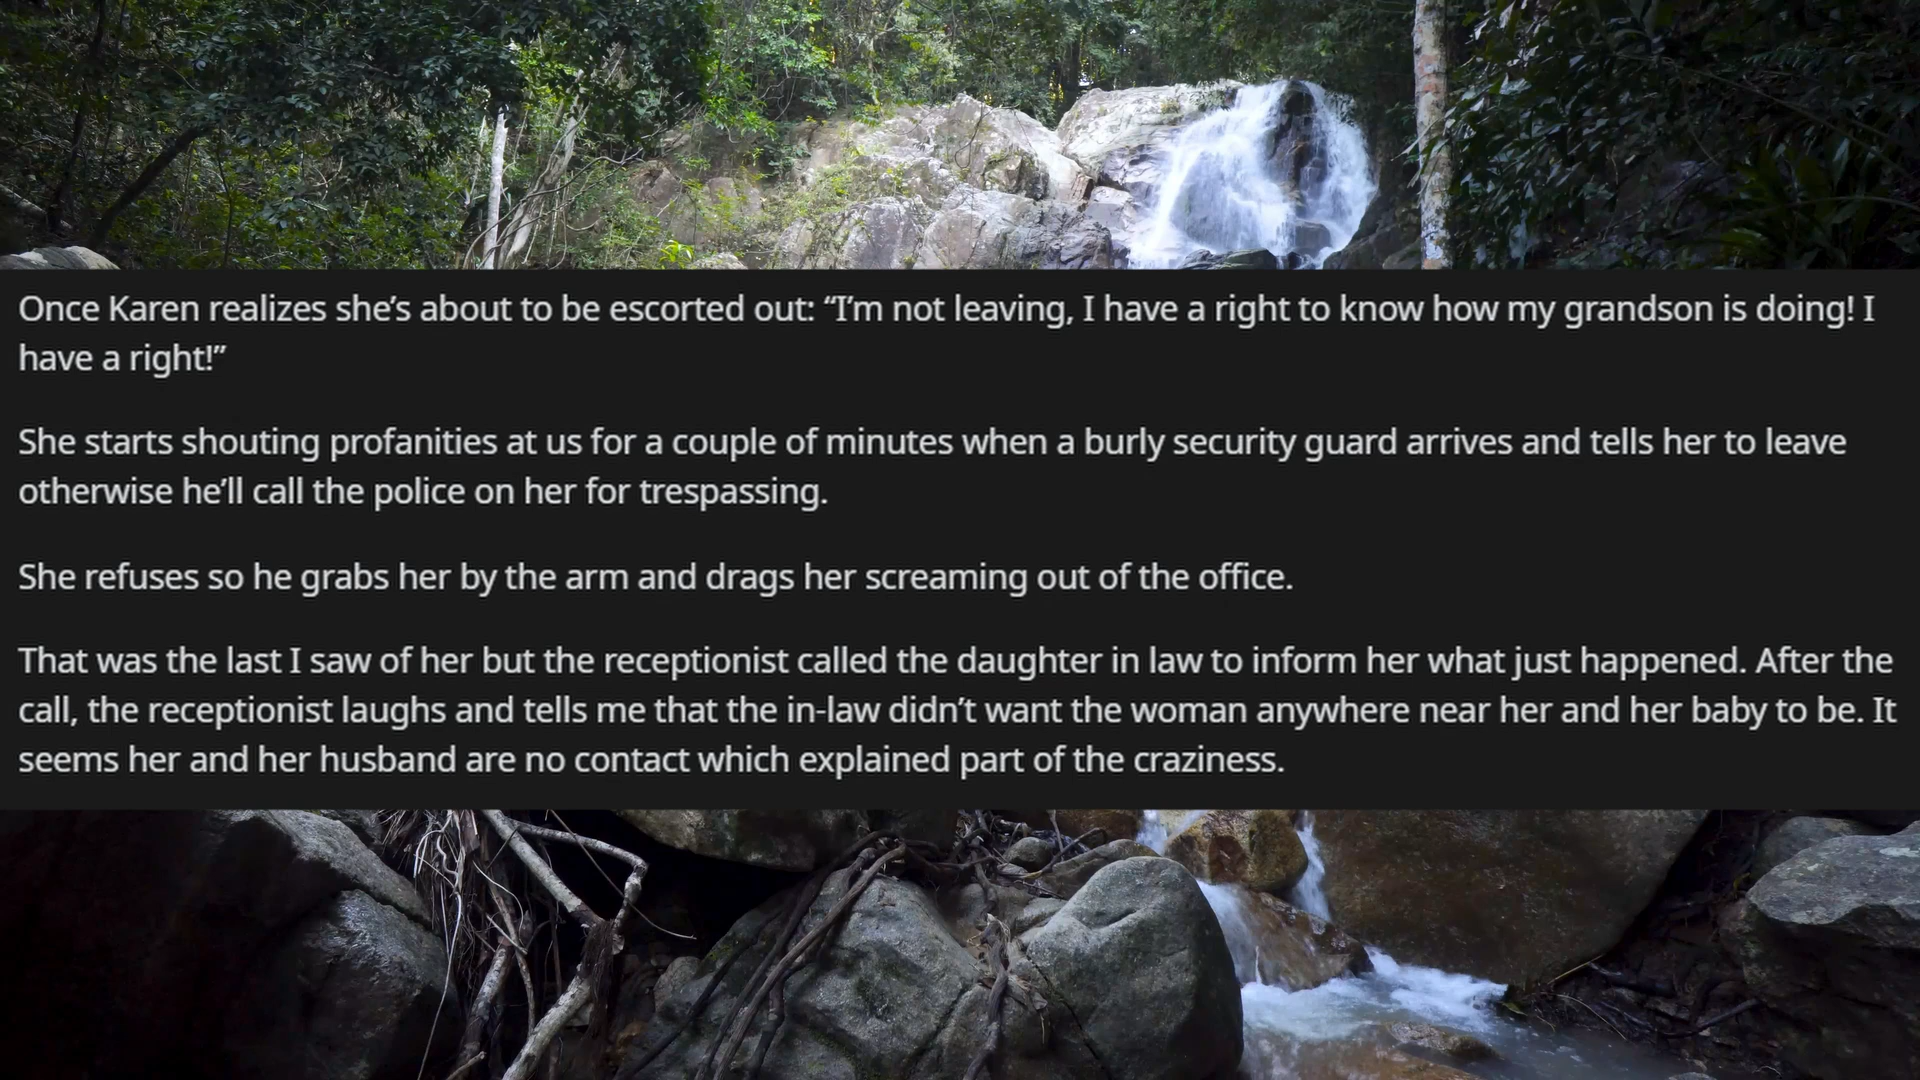 Once Karen realizes she’s about to be escorted out: “I’m not leaving, I have a right to know how my grandson is doing! I
have a right!”
She starts shouting profanities at us for a couple of minutes when a burly security guard arrives and tells her to leave
otherwise he’ll call the police on her for trespassing.
She refuses so he grabs her by the arm and drags her screaming out of the office.
That was the last I saw of her but the receptionist called the daughter in law to inform her what just happened. After the
call, the receptionist laughs and tells me that the in-law didn’t want the woman anywhere near her and her baby to be. It
seems her and her husband are no contact which explained part of the craziness.